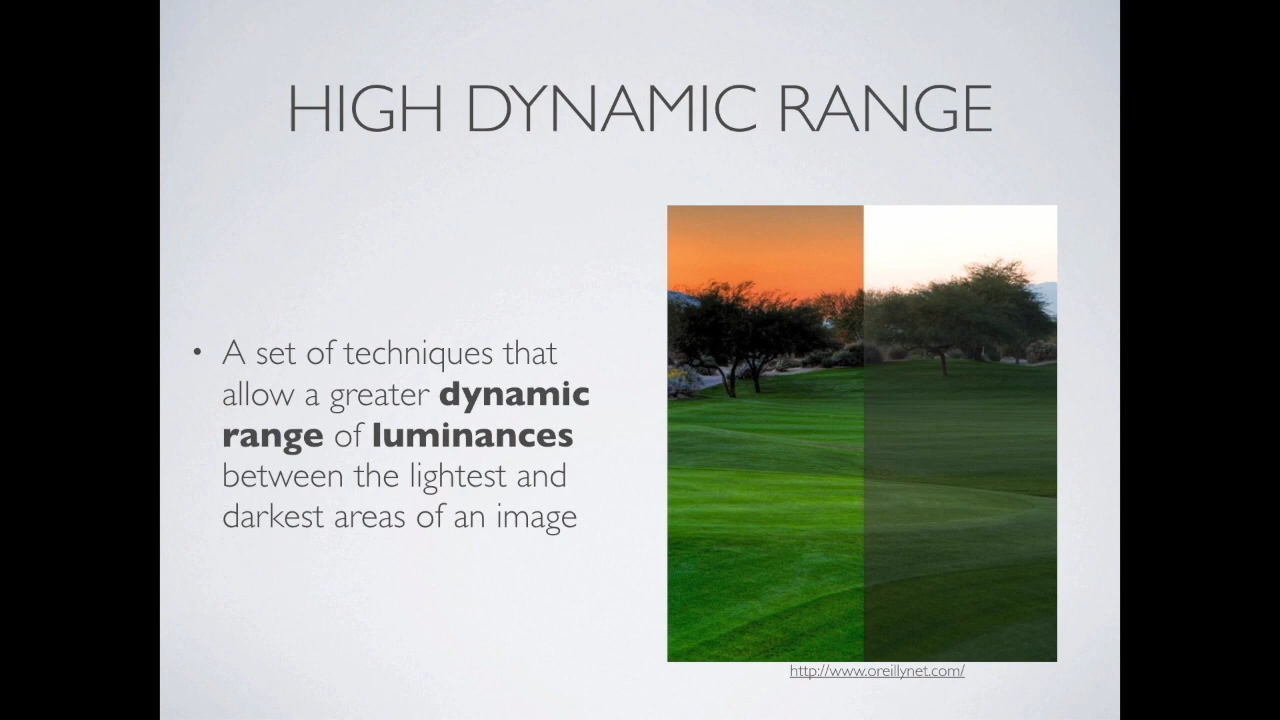 HIGH DYNAMIC RANGE
• A set of techniques that
allow a greater dynamic
range of luminances
between the lightest and
darkest areas of an image
http://www.oreillynet.com/